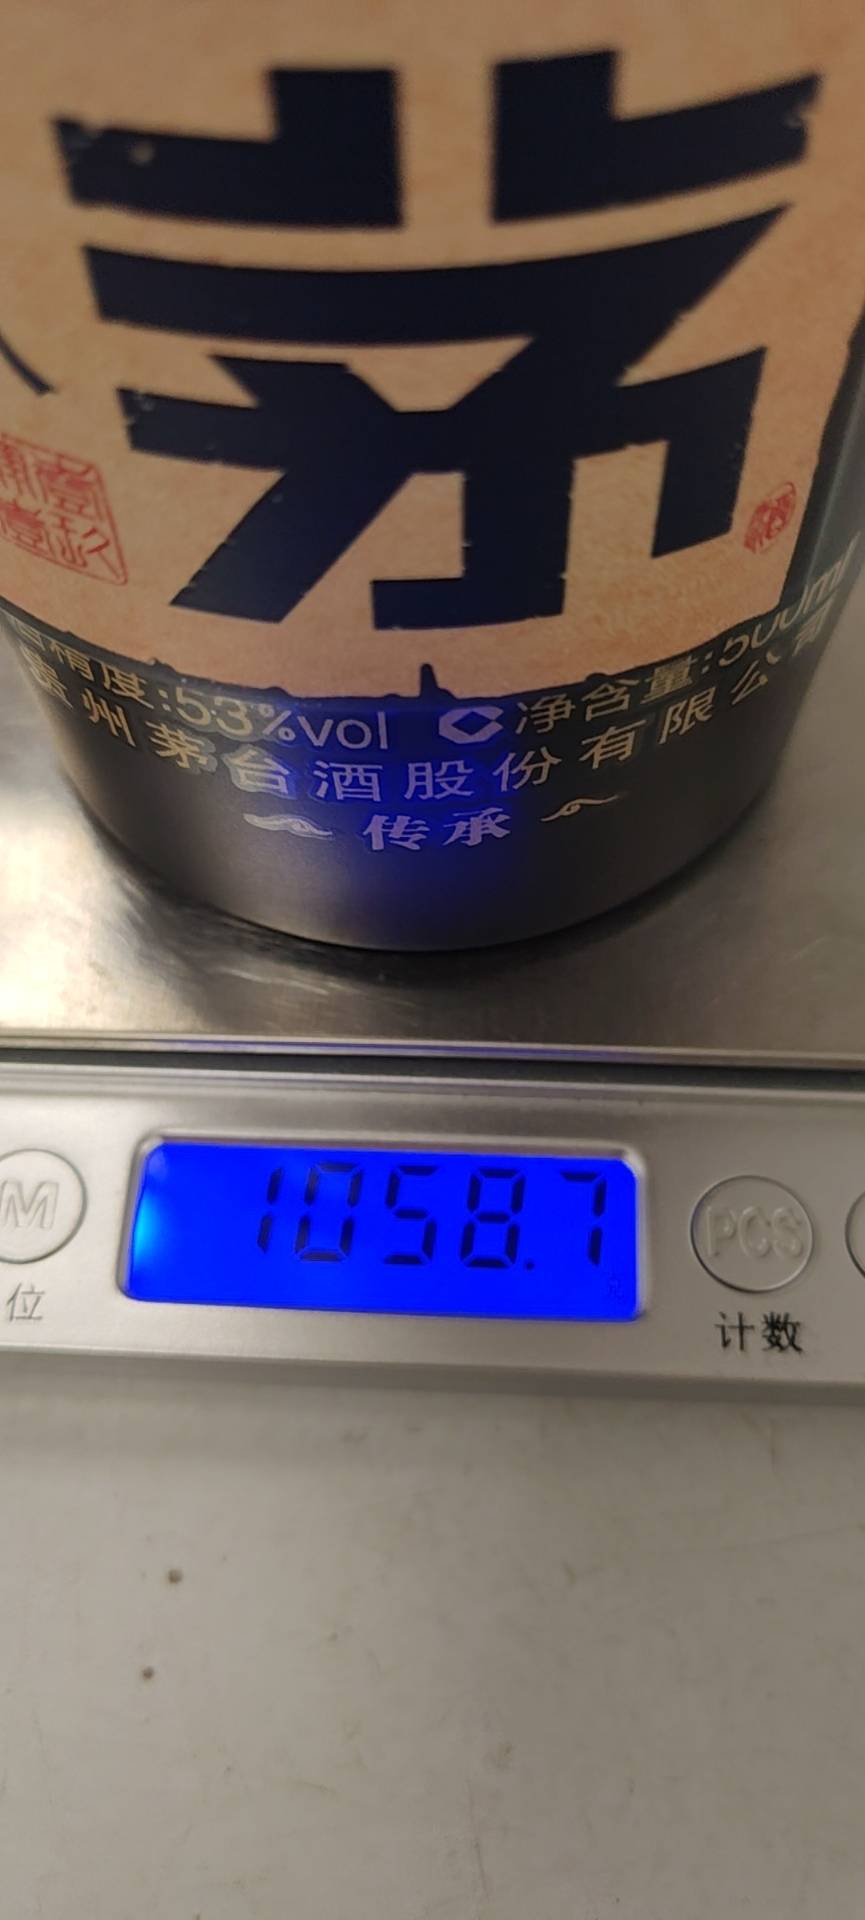 茅
酒精度:53%vol 净含量:500ml
贵州茅台酒股份有限公司
传承
1058.7
M
PCS
位
计数